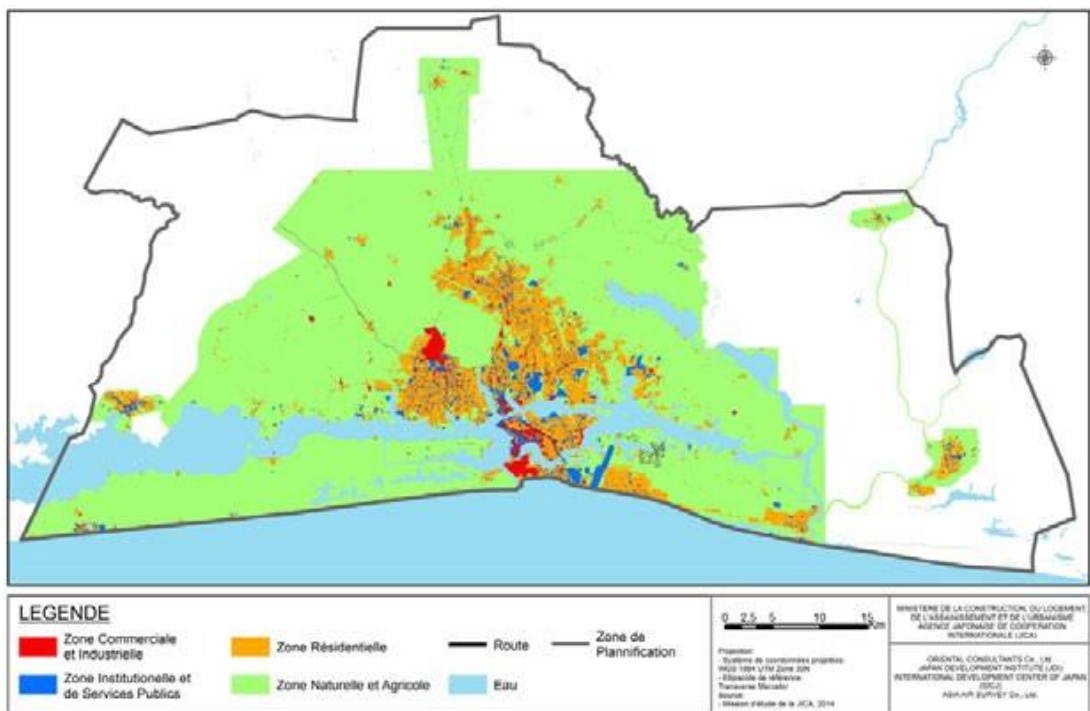 LEGENDE
Zone Commerciale
et Industrielle
Zone Institutionelle et
de Services Publics
Zone Résidentielle
Zone Naturelle et Agricole
Route
Eau
Zone de
Plannification
0 2,5 5 10 15
Km
Projection
- Système de coordonnées projetées:
WGS 1984 UTM Zone 30N
- Ellipsoïde de référence:
Transverse Mercator
Source:
- Mission d'étude de la JICA, 2014
MINISTERE DE LA CONSTRUCTION, DU LOGEMENT
DE L'ASSAINISSEMENT ET DE L'URBANISME
AGENCE JAPONAISE DE COOPÉRATION
INTERNATIONALE (JICA)
ORIENTAL CONSULTANTS Co., Ltd.
JAPAN DEVELOPMENT INSTITUTE (JDI)
INTERNATIONAL DEVELOPMENT CENTER OF JAPAN
(IDCJ)
ASIA AIR SURVEY Co., Ltd.